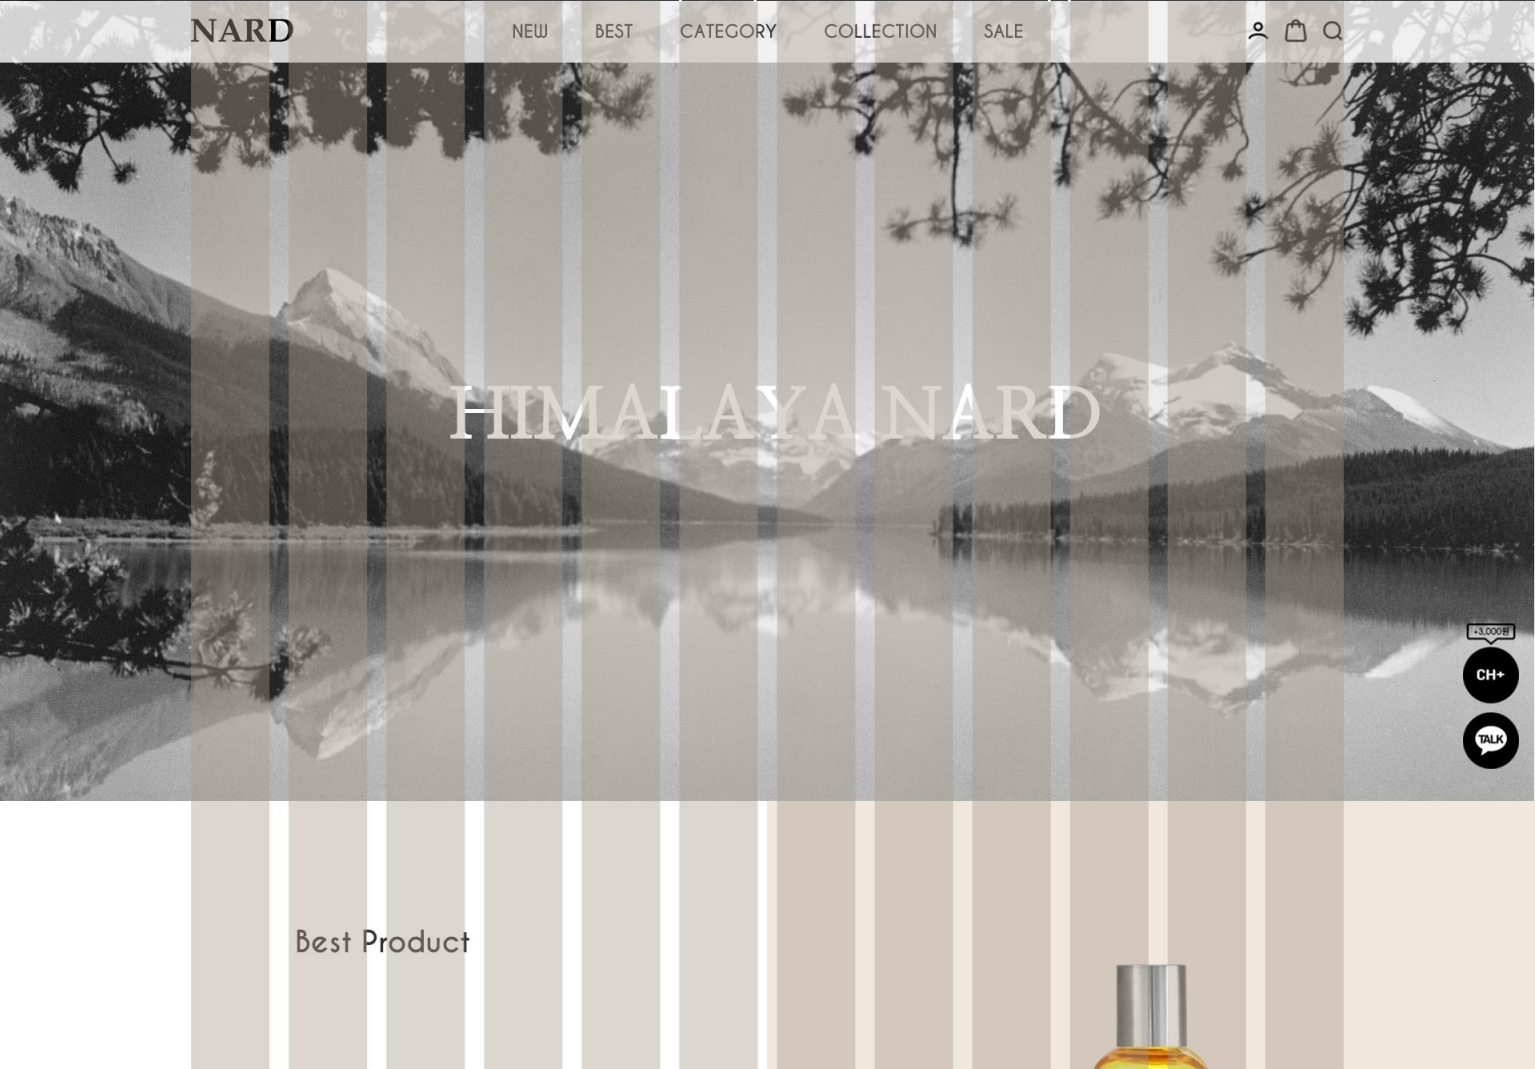 NARD
NEW BEST CATEGORY COLLECTION SALE
HIMALAYA NARD
+3,000원
CH+
TALK
Best Product